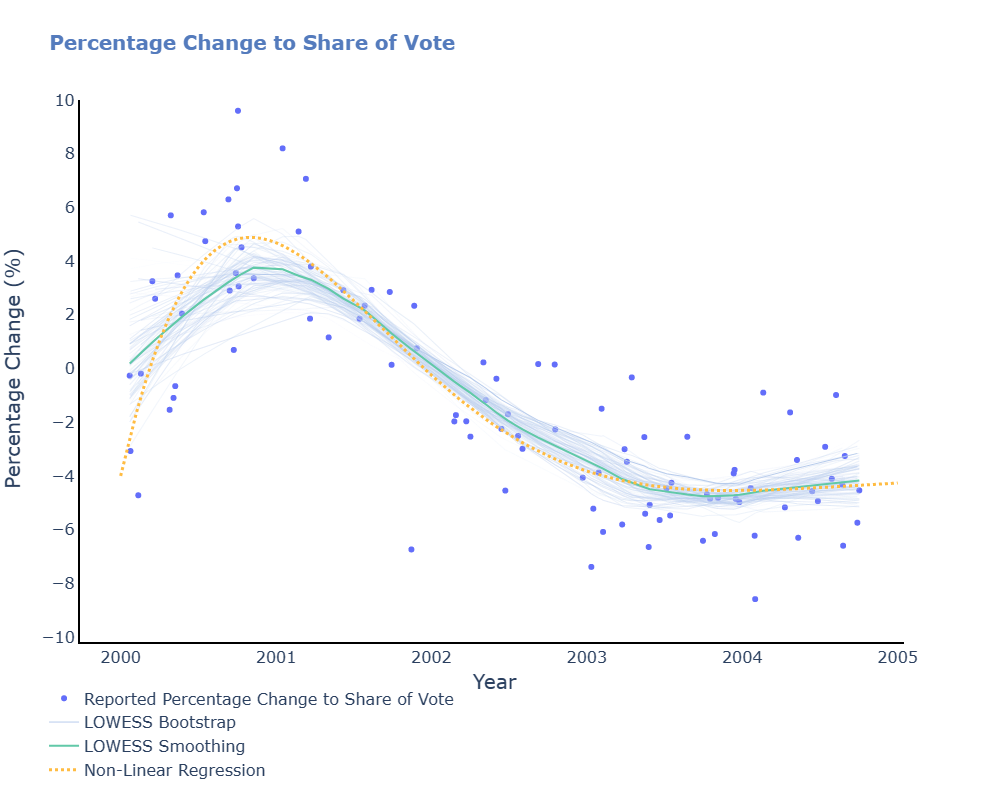 Percentage Change to Share of Vote
Percentage Change (%)
10
8
6
4
2
0
−2
−4
−6
−8
−10
2000 2001 2002 2003 2004 2005
Year
Reported Percentage Change to Share of Vote
LOWESS Bootstrap
LOWESS Smoothing
Non-Linear Regression